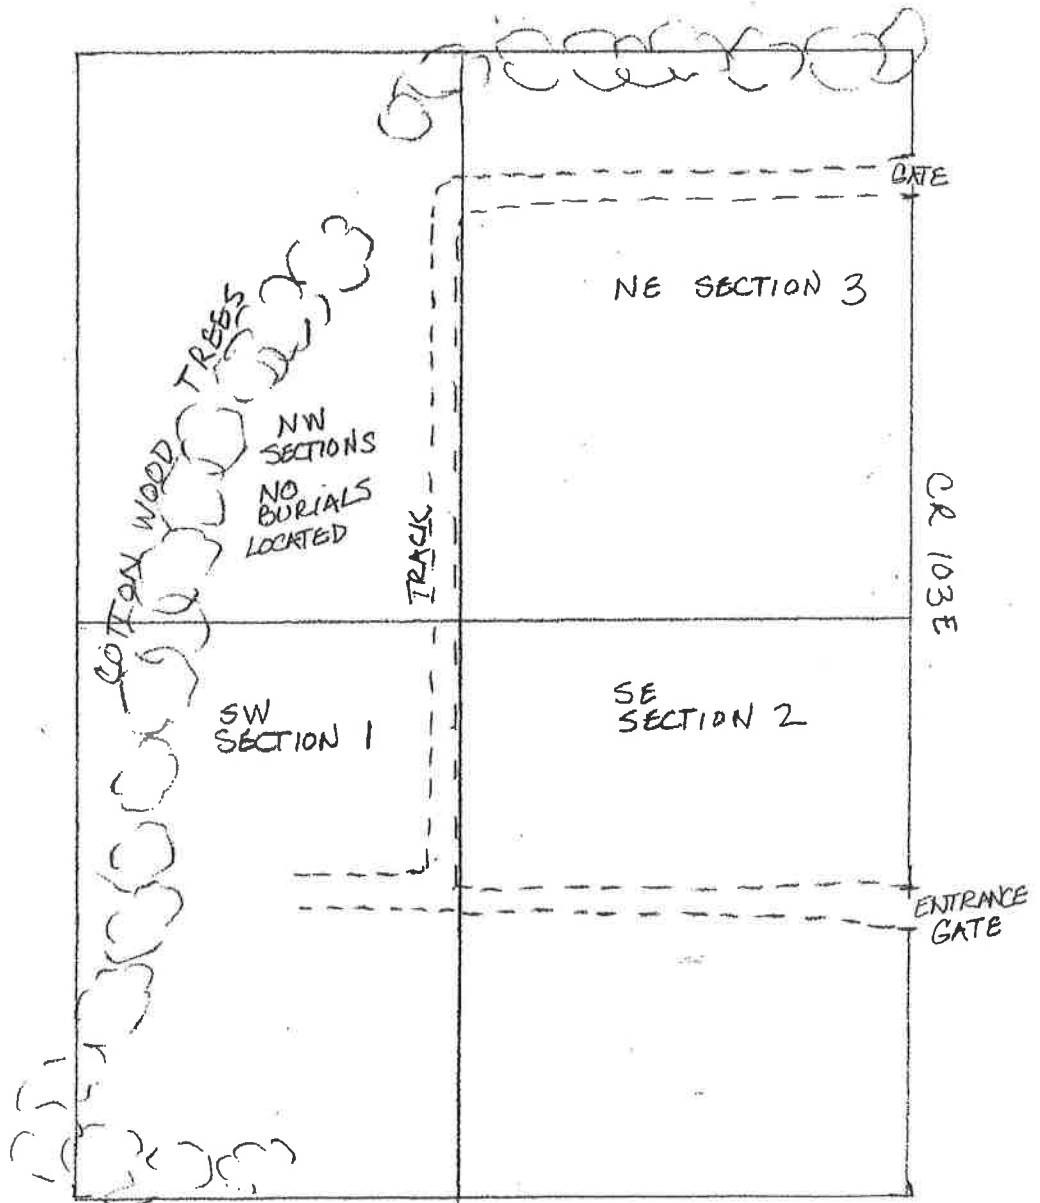 GATE
NE SECTION 3
COTTON WOOD TREES
NW
SECTIONS
NO
BURIALS
LOCATED
TRACK
CR 103E
SW
SECTION 1
SE
SECTION 2
ENTRANCE
GATE